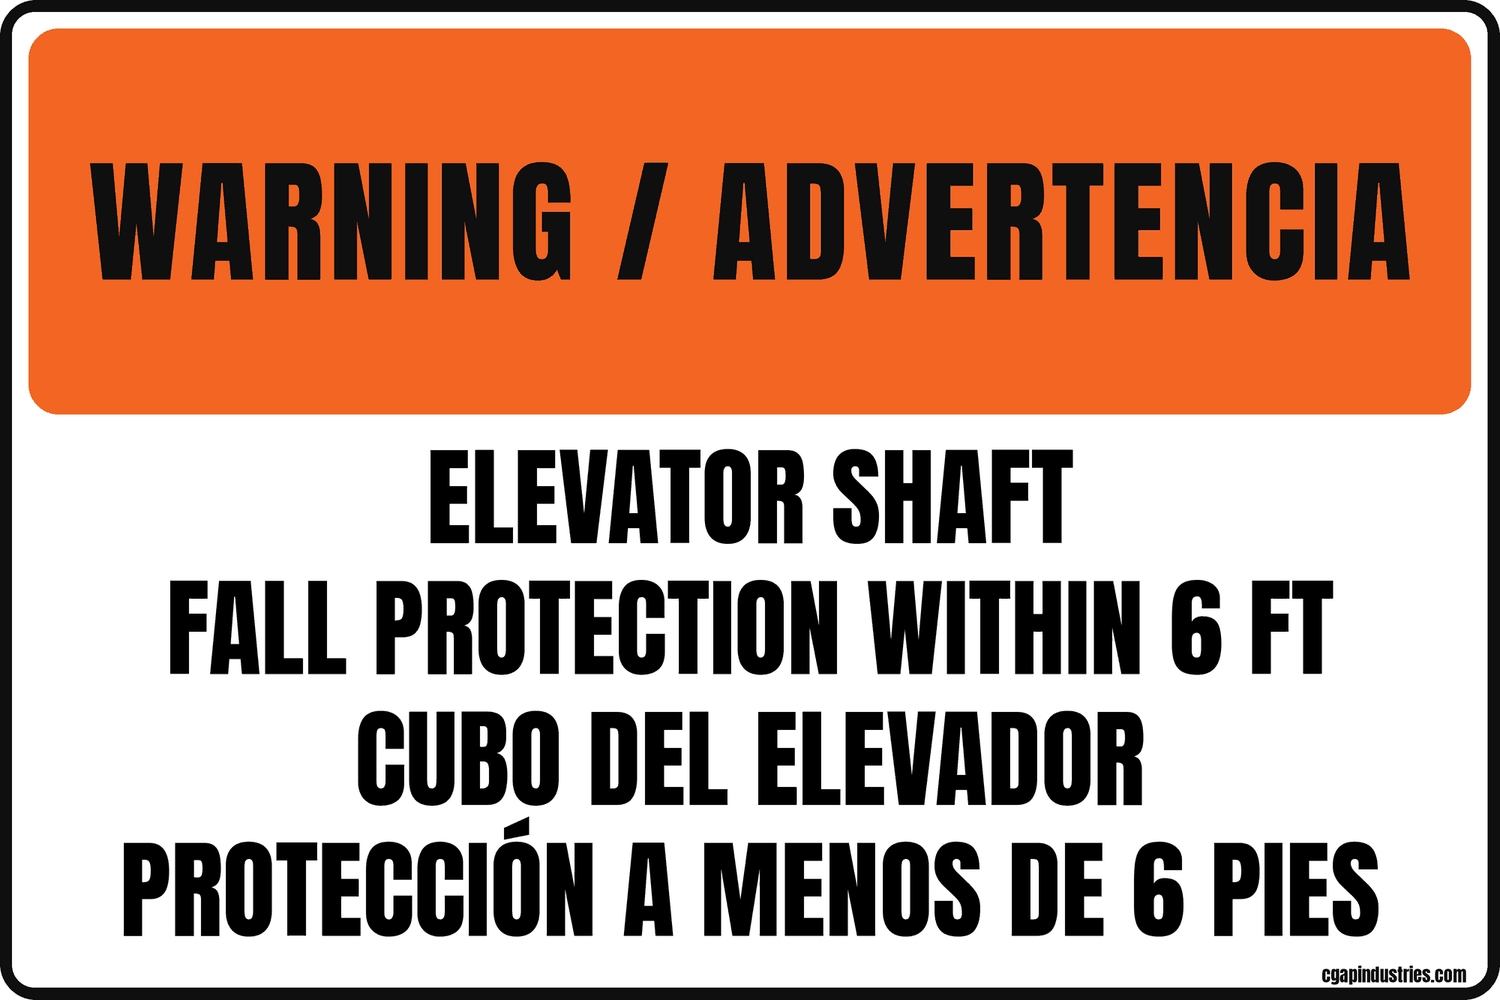 WARNING / ADVERTENCIA
ELEVATOR SHAFT
FALL PROTECTION WITHIN 6 FT
CUBO DEL ELEVADOR
PROTECCIÓN A MENOS DE 6 PIES
cgapindustries.com